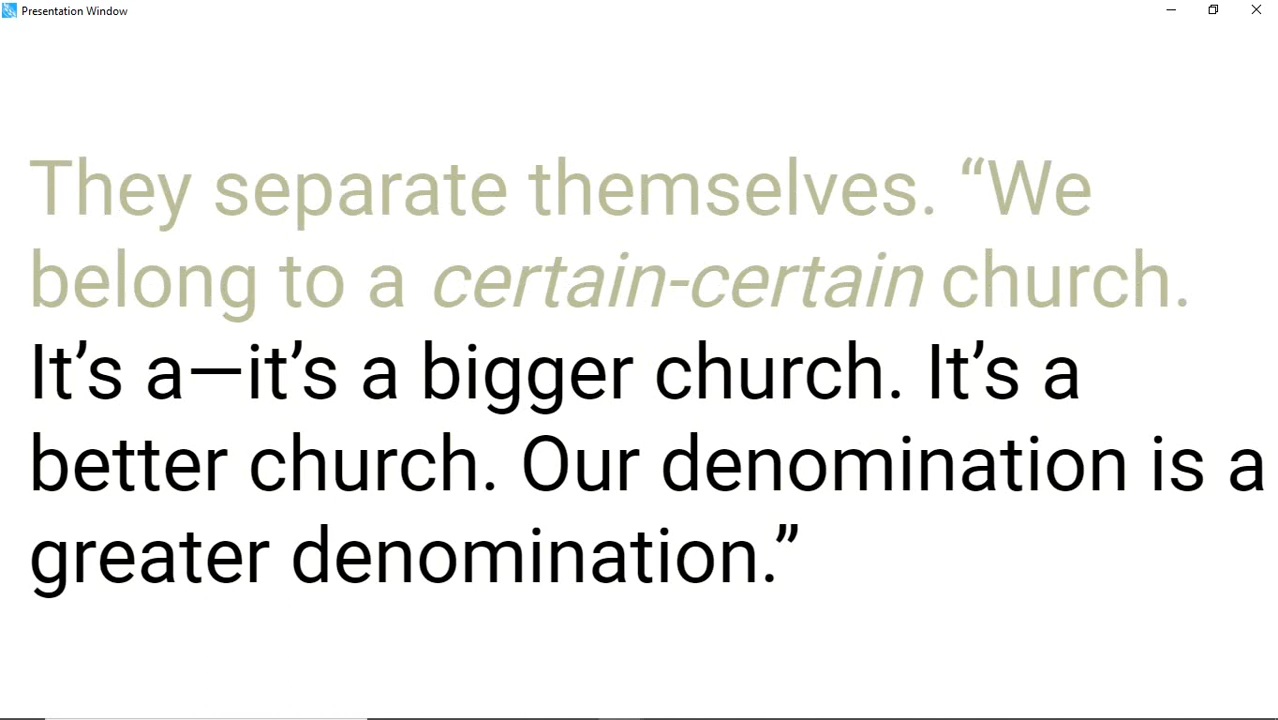 Presentation Window
They separate themselves. “We
belong to a certain-certain church.
It’s a—it’s a bigger church. It’s a
better church. Our denomination is a
greater denomination.”